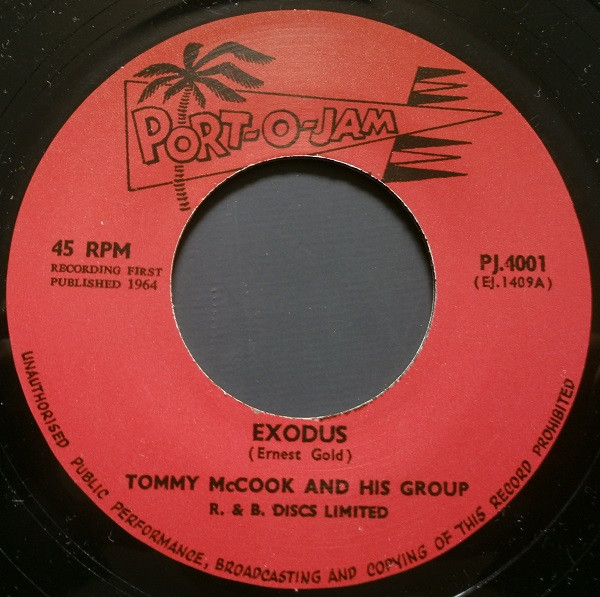 PORT-O-JAM
45 RPM
RECORDING FIRST
PUBLISHED 1964
PJ.4001
(EJ.1409A)
EXODUS
(Ernest Gold)
TOMMY McCOOK AND HIS GROUP
R. & B. DISCS LIMITED
UNAUTHORISED PUBLIC PERFORMANCE, BROADCASTING AND COPYING OF THIS RECORD PROHIBITED